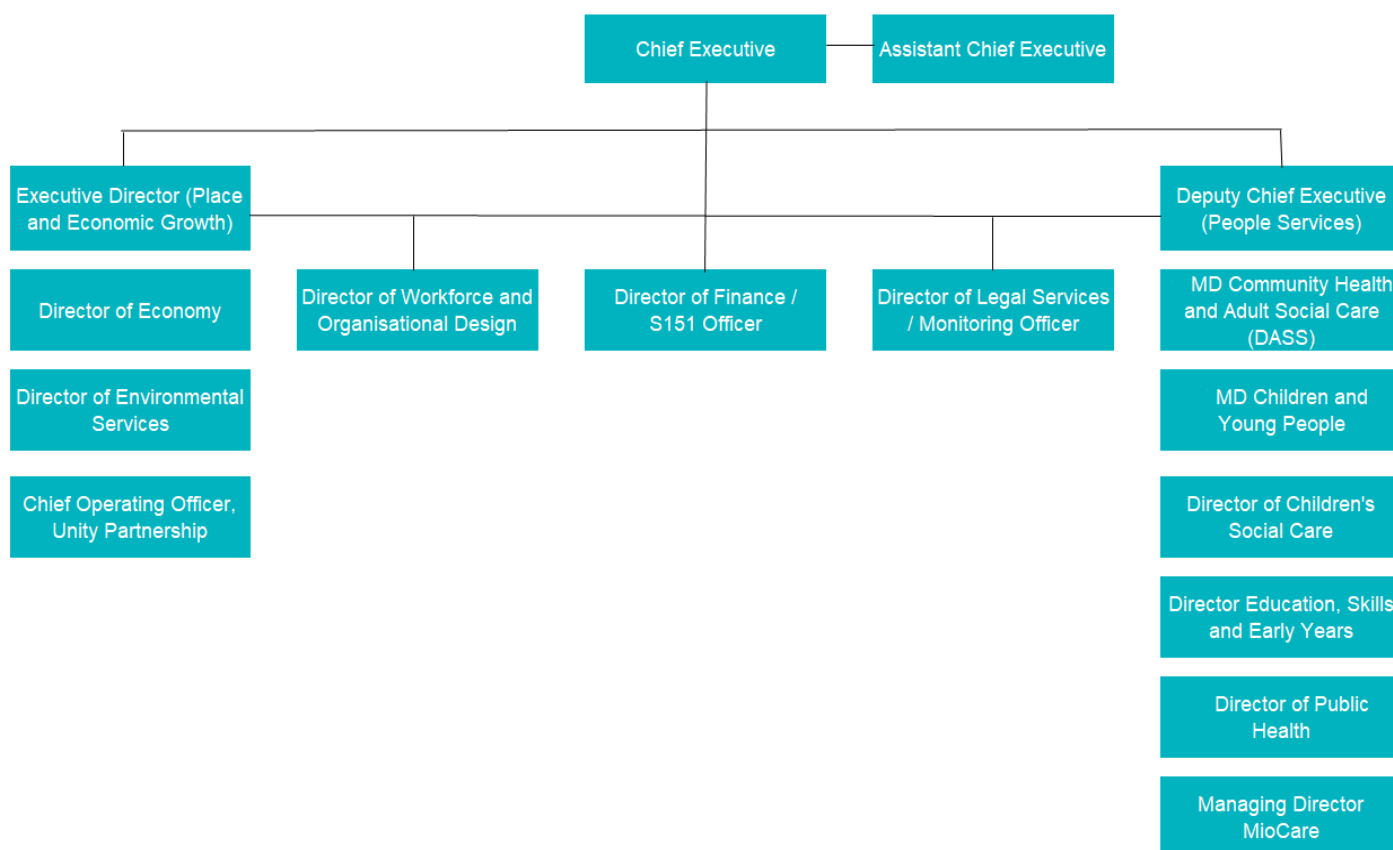 Chief Executive
Assistant Chief Executive
Executive Director (Place
and Economic Growth)
Deputy Chief Executive
(People Services)
Director of Economy
Director of Workforce and
Organisational Design
Director of Finance /
S151 Officer
Director of Legal Services
/ Monitoring Officer
MD Community Health
and Adult Social Care
(DASS)
Director of Environmental
Services
MD Children and
Young People
Chief Operating Officer,
Unity Partnership
Director of Children's
Social Care
Director Education, Skills
and Early Years
Director of Public
Health
Managing Director
MioCare